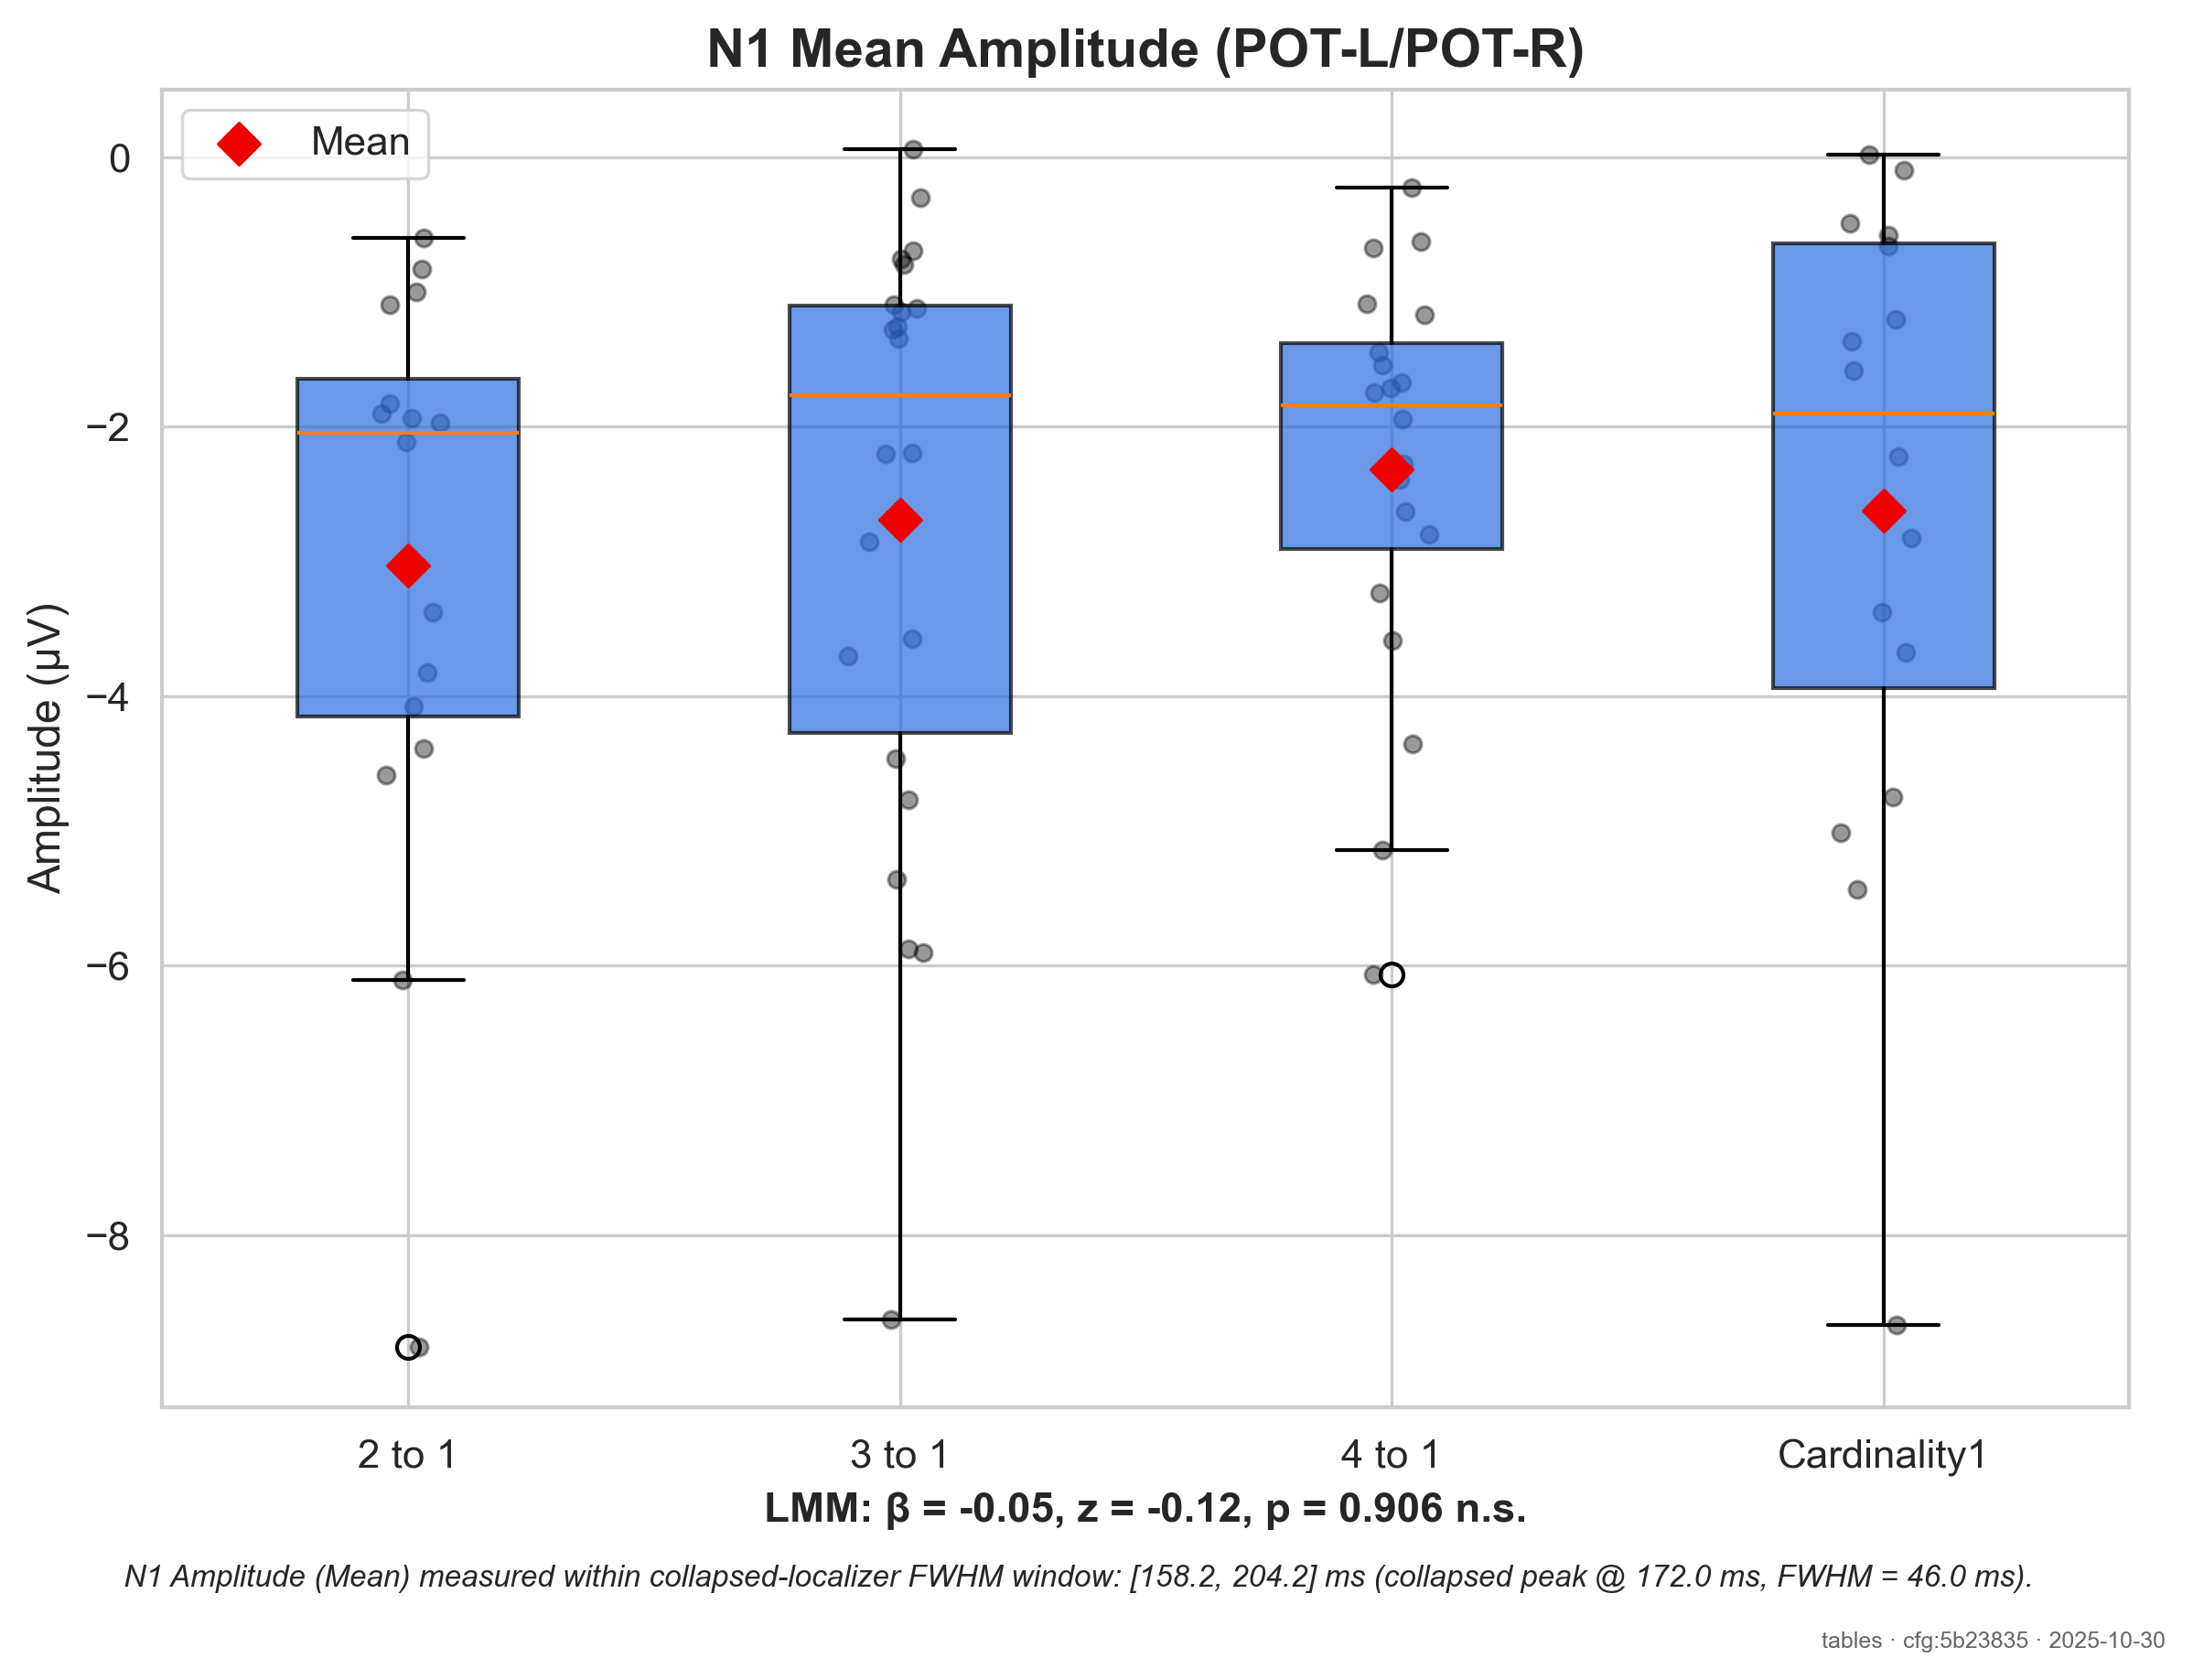 N1 Mean Amplitude (POT-L/POT-R)
Mean
Amplitude (µV)
0
−2
−4
−6
−8
2 to 1
3 to 1
4 to 1
Cardinality1
LMM: β = -0.05, z = -0.12, p = 0.906 n.s.
N1 Amplitude (Mean) measured within collapsed-localizer FWHM window: [158.2, 204.2] ms (collapsed peak @ 172.0 ms, FWHM = 46.0 ms).
tables · cfg:5b23835 · 2025-10-30